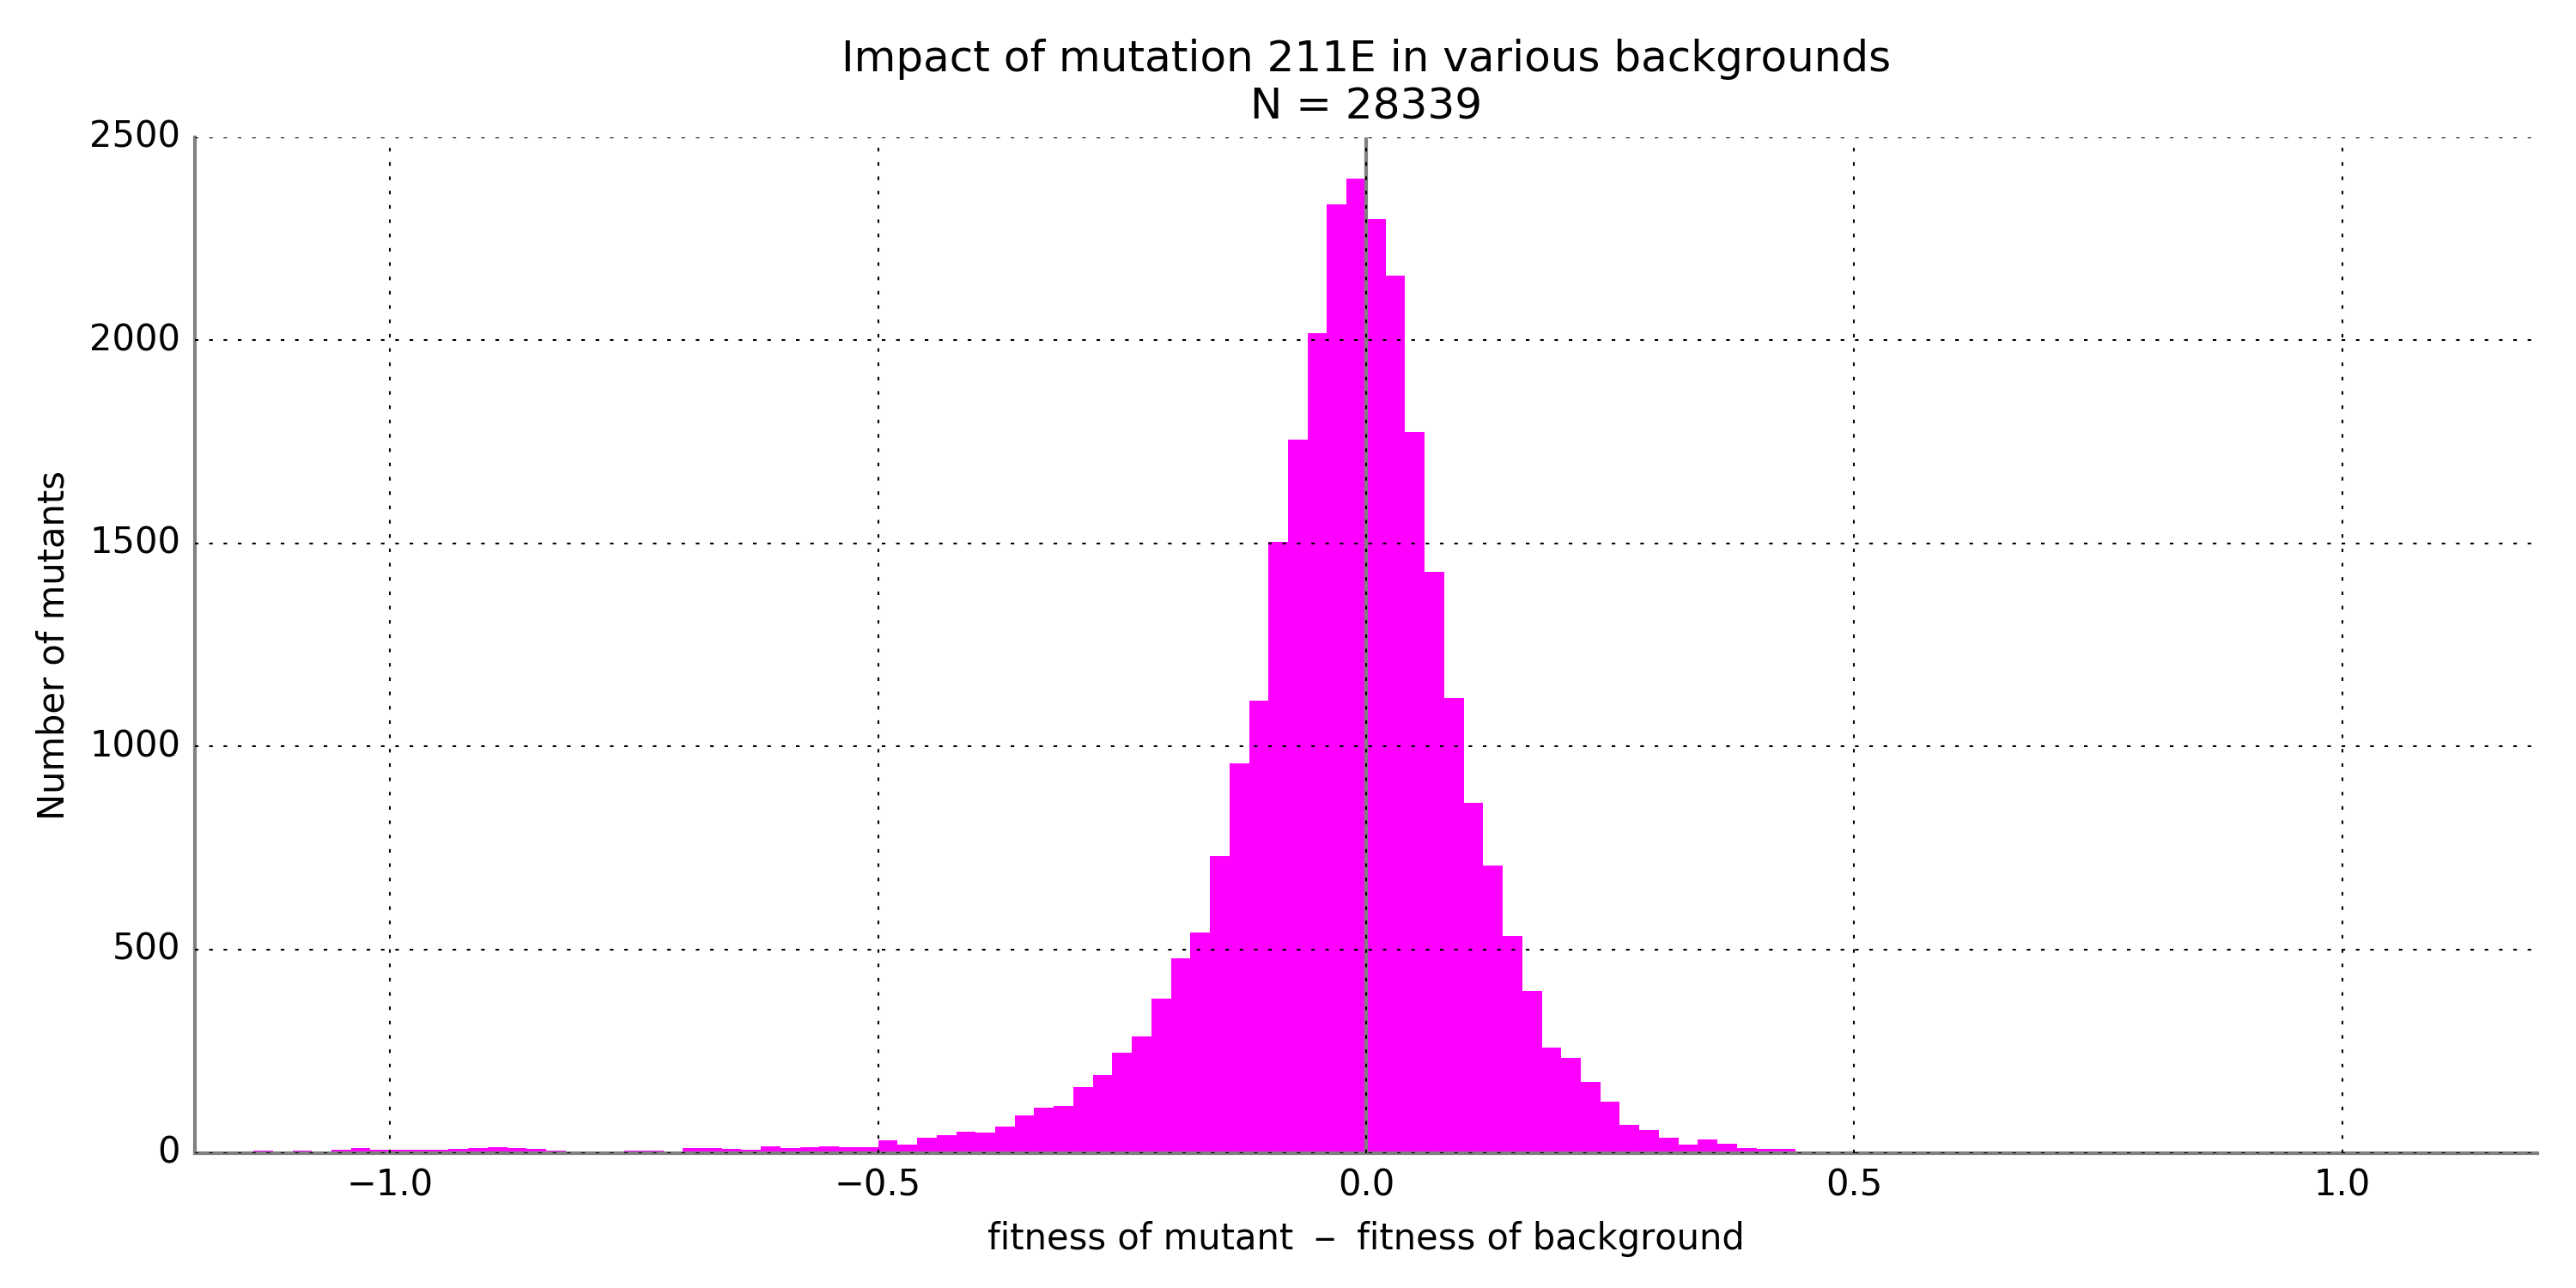 Impact of mutation 211E in various backgrounds
N = 28339
2500
2000
1500
1000
500
0
Number of mutants
−1.0 −0.5 0.0 0.5 1.0
fitness of mutant – fitness of background